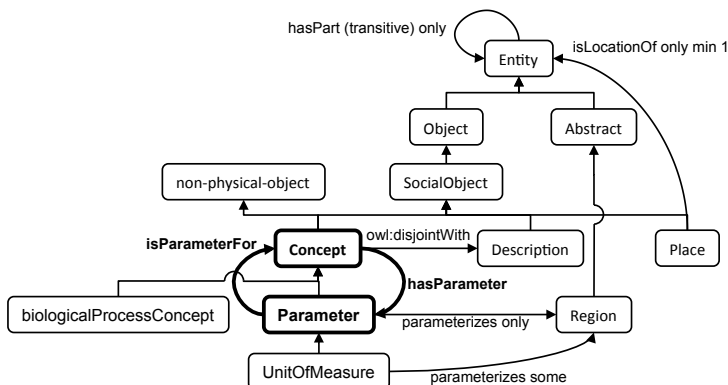 hasPart (transitive) only
Entity
isLocationOf only min 1
Object
Abstract
non-physical-object
SocialObject
isParameterFor
Concept
owl:disjointWith
Description
Place
hasParameter
biologicalProcessConcept
Parameter
parameterizes only
Region
UnitOfMeasure
parameterizes some